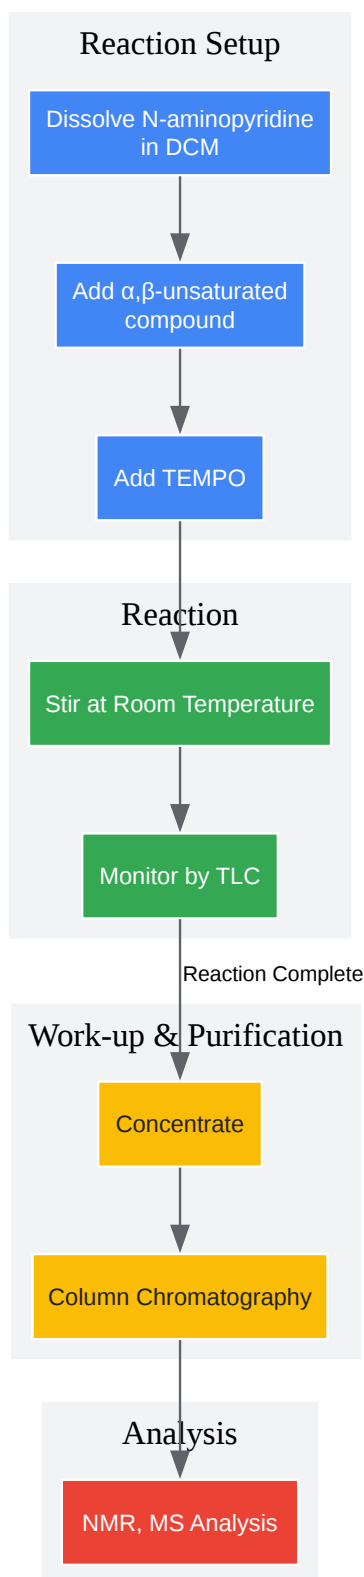 Reaction Setup
Dissolve N-aminopyridine
in DCM
Add α,β-unsaturated
compound
Add TEMPO
Reaction
Stir at Room Temperature
Monitor by TLC
Reaction Complete
Work-up & Purification
Concentrate
Column Chromatography
Analysis
NMR, MS Analysis